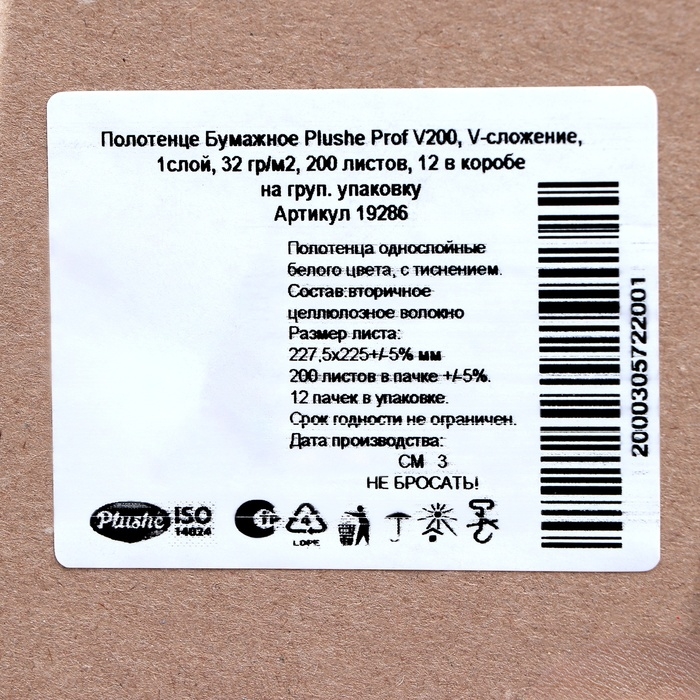 Полотенце Бумажное Plushe Prof V200, V-сложение,
1слой, 32 гр/м2, 200 листов, 12 в коробе
на груп. упаковку
Артикул 19286
Полотенца однослойные
белого цвета, с тиснением.
Состав:вторичное
целлюлозное волокно
Размер листа:
227,5х225+/-5% мм
200 листов в пачке +/-5%.
12 пачек в упаковке.
Срок годности не ограничен.
Дата производства:
СМ 3
НЕ БРОСАТЬ!
2000305722001
Plushe
ISO
14024
4
LDPE